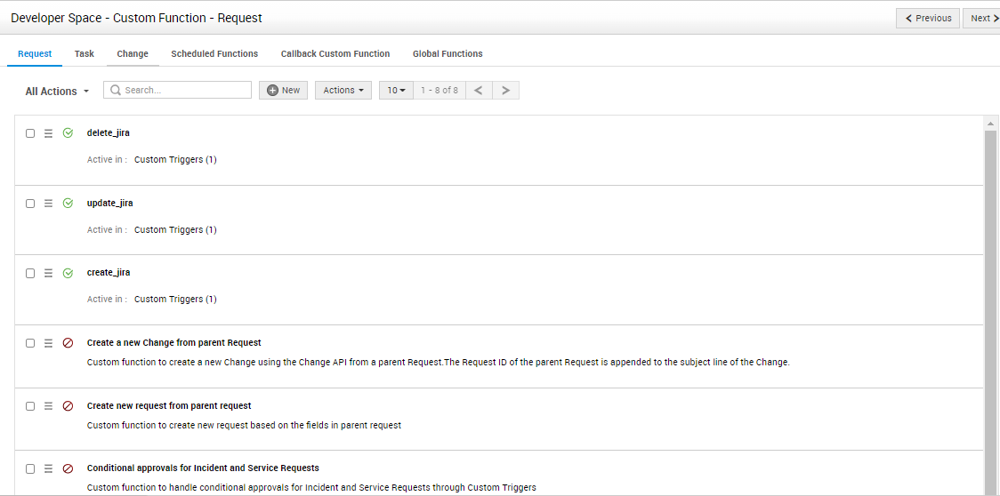 Developer Space - Custom Function - Request
Previous
Next
Request
Task
Change
Scheduled Functions
Callback Custom Function
Global Functions
All Actions
Search...
New
Actions
10
1 - 8 of 8
delete_jira
Active in : Custom Triggers (1)
update_jira
Active in : Custom Triggers (1)
create_jira
Active in : Custom Triggers (1)
Create a new Change from parent Request
Custom function to create a new Change using the Change API from a parent Request.The Request ID of the parent Request is appended to the subject line of the Change.
Create new request from parent request
Custom function to create new request based on the fields in parent request
Conditional approvals for Incident and Service Requests
Custom function to handle conditional approvals for Incident and Service Requests through Custom Triggers